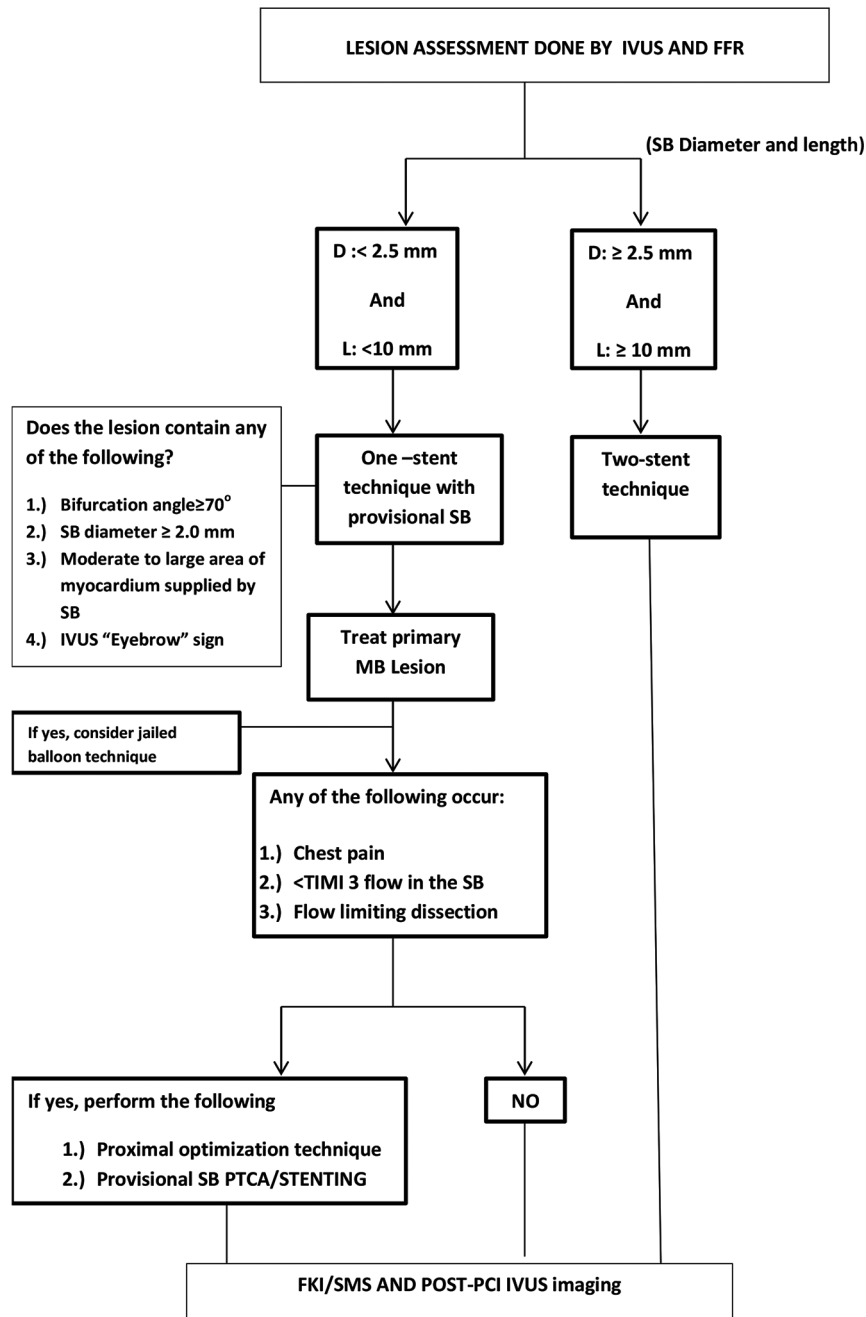 LESION ASSESSMENT DONE BY IVUS AND FFR
(SB Diameter and length)
D :< 2.5 mm
And
L: <10 mm
D: ≥ 2.5 mm
And
L: ≥ 10 mm
Does the lesion contain any
of the following?
1.) Bifurcation angle≥70°
2.) SB diameter ≥ 2.0 mm
3.) Moderate to large area of
myocardium supplied by
SB
4.) IVUS “Eyebrow” sign
One –stent
technique with
provisional SB
Two-stent
technique
Treat primary
MB Lesion
If yes, consider jailed
balloon technique
Any of the following occur:
1.) Chest pain
2.) <TIMI 3 flow in the SB
3.) Flow limiting dissection
If yes, perform the following
1.) Proximal optimization technique
2.) Provisional SB PTCA/STENTING
NO
FKI/SMS AND POST-PCI IVUS imaging